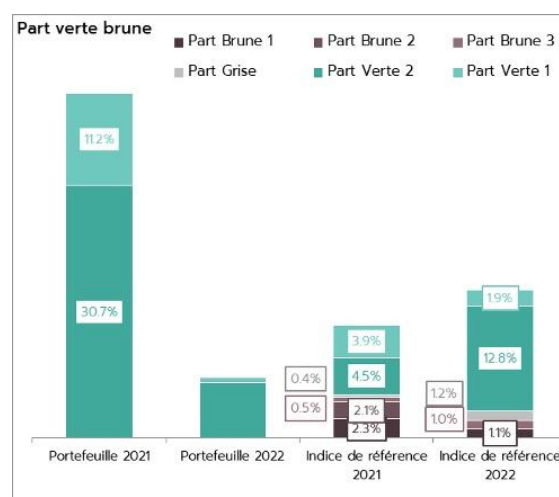 Part verte brune
Part Brune 1
Part Brune 2
Part Brune 3
Part Grise
Part Verte 2
Part Verte 1
11.2%
30.7%
3.9%
4.5%
0.4%
0.5%
2.1%
2.3%
1.9%
12.8%
1.2%
1.0%
1.1%
Portefeuille 2021
Portefeuille 2022
Indice de référence
2021
Indice de référence
2022